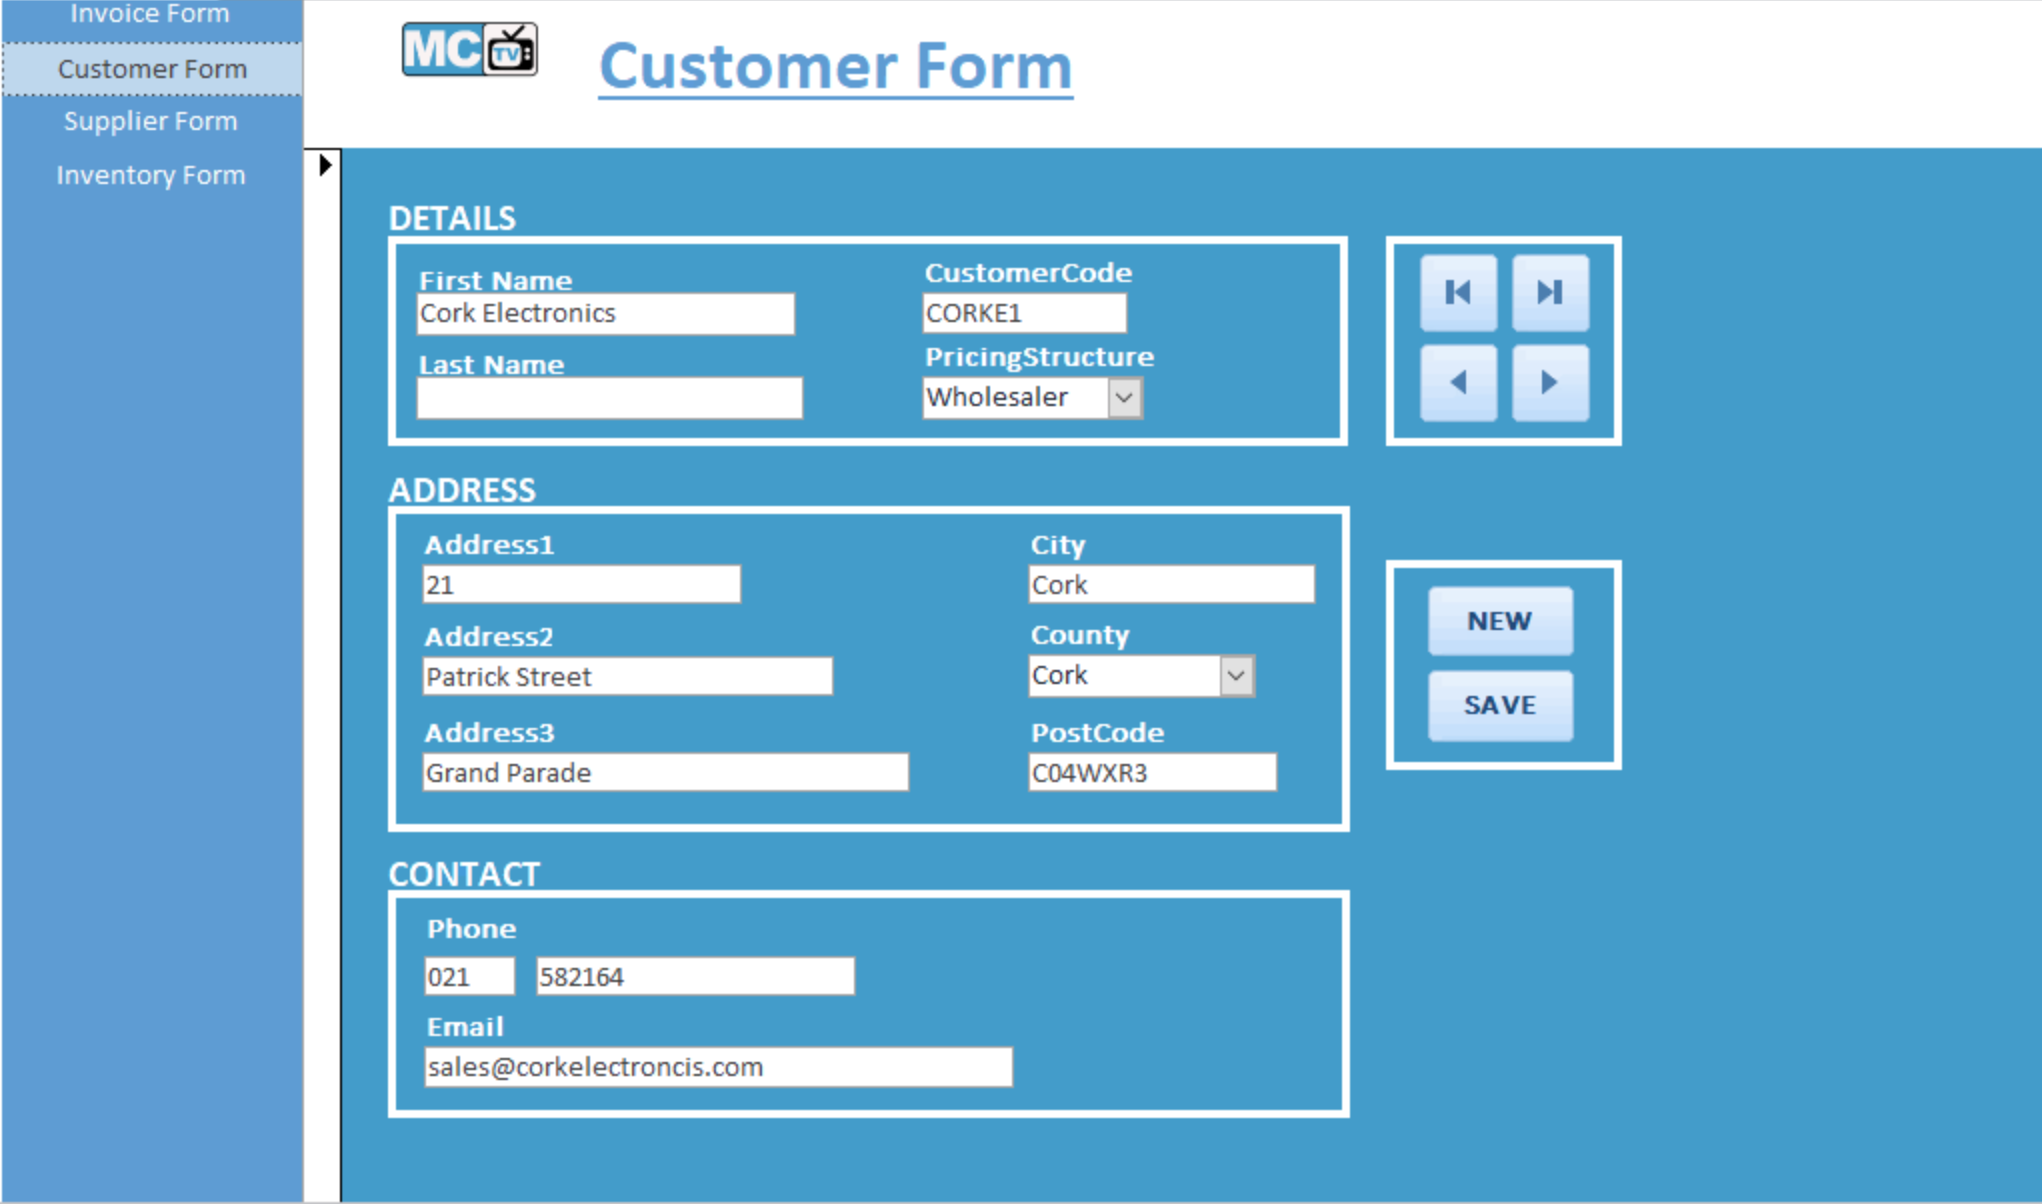 Invoice Form
Customer Form
Supplier Form
Inventory Form
MC TV
Customer Form
DETAILS
First Name
Cork Electronics
Last Name
CustomerCode
CORKE1
PricingStructure
Wholesaler
ADDRESS
Address1
21
Address2
Patrick Street
Address3
Grand Parade
City
Cork
County
Cork
PostCode
C04WXR3
NEW
SAVE
CONTACT
Phone
021 582164
Email
sales@corkelectroncis.com